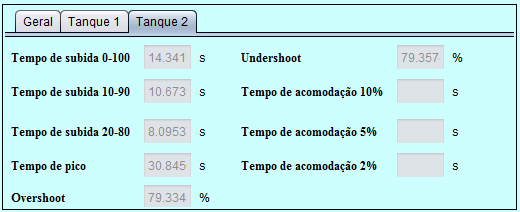 Geral Tanque 1 Tanque 2
Tempo de subida 0-100 14.341 s Undershoot 79.357 %
Tempo de subida 10-90 10.673 s Tempo de acomodação 10% s
Tempo de subida 20-80 8.0953 s Tempo de acomodação 5% s
Tempo de pico 30.845 s Tempo de acomodação 2% s
Overshoot 79.334 %